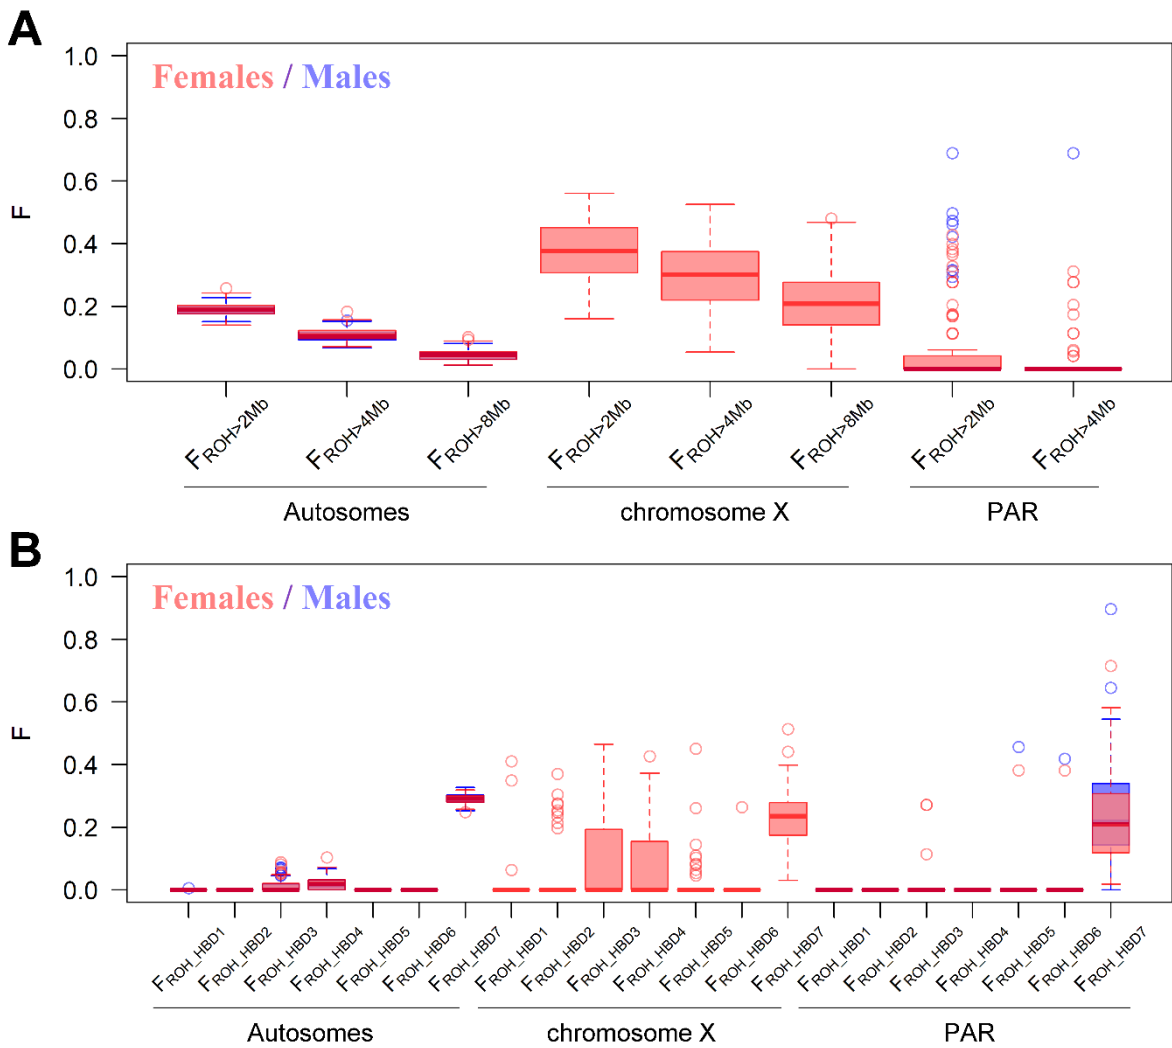 A
Females / Males
1.0
0.8
0.6
0.4
0.2
0.0
F
FROH>2Mb FROH>4Mb FROH>8Mb FROH>2Mb FROH>4Mb FROH>8Mb FROH>2Mb FROH>4Mb
Autosomes chromosome X PAR
B
Females / Males
1.0
0.8
0.6
0.4
0.2
0.0
F
FROH_HBD1 FROH_HBD2 FROH_HBD3 FROH_HBD4 FROH_HBD5 FROH_HBD6 FROH_HBD7 FROH_HBD1 FROH_HBD2 FROH_HBD3 FROH_HBD4 FROH_HBD5 FROH_HBD6 FROH_HBD7 FROH_HBD1 FROH_HBD2 FROH_HBD3 FROH_HBD4 FROH_HBD5 FROH_HBD6 FROH_HBD7
Autosomes chromosome X PAR